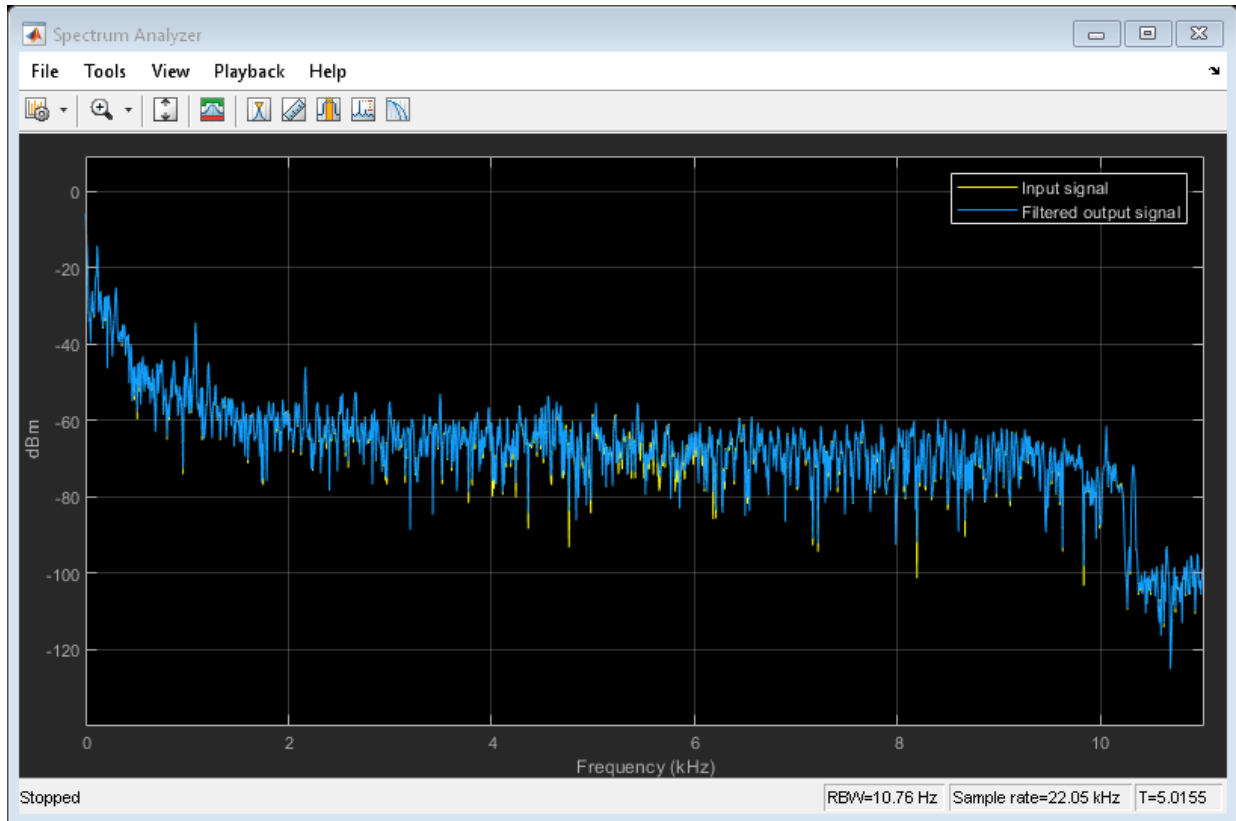 Spectrum Analyzer
File Tools View Playback Help
Input signal
Filtered output signal
0
-20
-40
-60
-80
-100
-120
dBm
0 2 4 6 8 10
Frequency (kHz)
Stopped RBW=10.76 Hz Sample rate=22.05 kHz T=5.0155